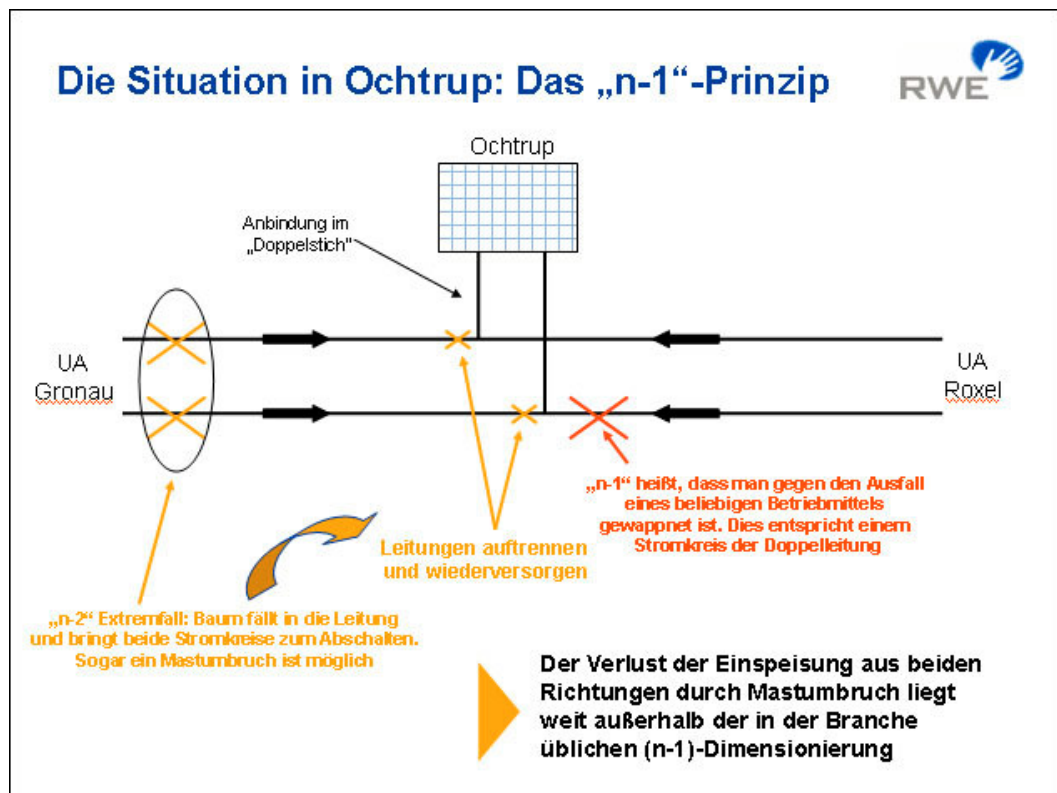 Die Situation in Ochtrup: Das „n-1“-Prinzip
RWE
Ochtrup
Anbindung im
„Doppelstich“
UA
Gronau
UA
Roxel
„n-1“ heißt, dass man gegen den Ausfall
eines beliebigen Betriebmittels
gewappnet ist. Dies entspricht einem
Stromkreis der Doppelleitung
Leitungen auftrennen
und wiederversorgen
„n-2“ Extremfall: Baum fällt in die Leitung
und bringt beide Stromkreise zum Abschalten.
Sogar ein Mastumbruch ist möglich
Der Verlust der Einspeisung aus beiden
Richtungen durch Mastumbruch liegt
weit außerhalb der in der Branche
üblichen (n-1)-Dimensionierung